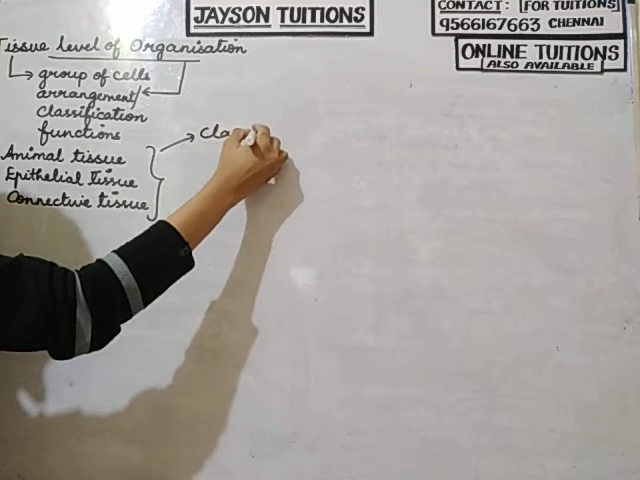 JAYSON TUITIONS
CONTACT: FOR TUITIONS
9566167663 CHENNAI
ONLINE TUITIONS
ALSO AVAILABLE
Tissue level of Organisation
group of cells
arrangement/
classification
functions
Animal tissue
Epithelial Tissue
Connective tissue
Cla